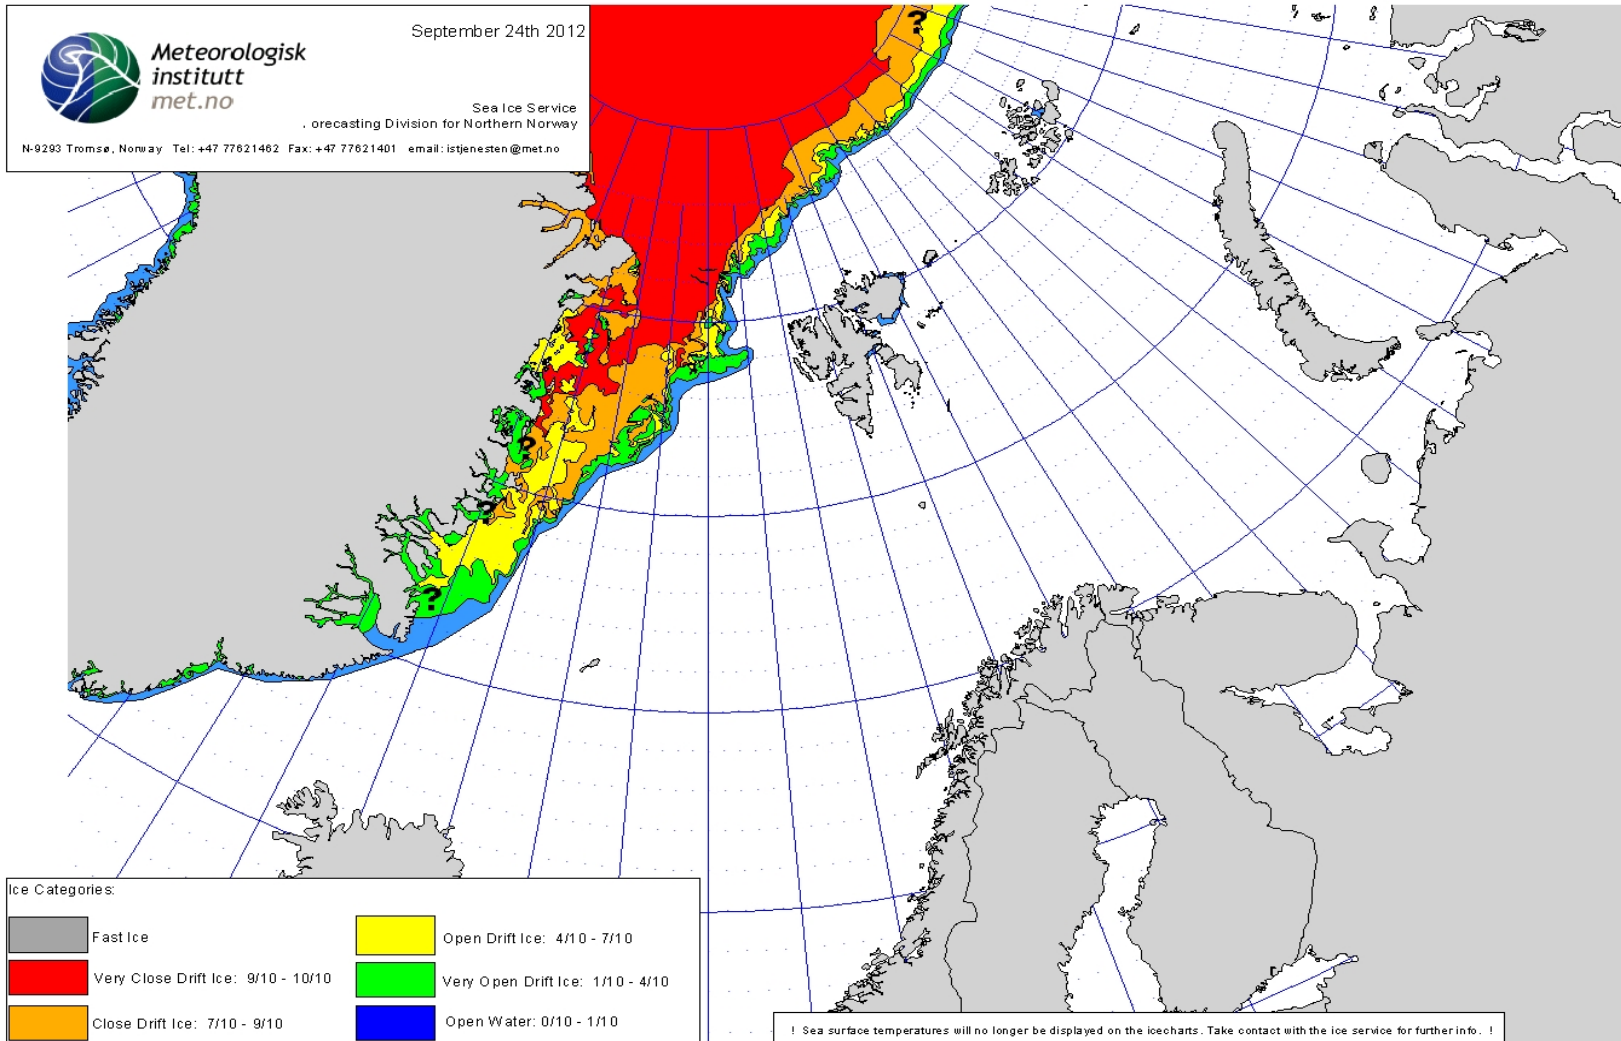 September 24th 2012
Meteorologisk
institutt
met.no
Sea Ice Service
. orecasting Division for Northern Norway
N-9293 Tromsø, Norway Tel: +47 77621462 Fax: +47 77621401 email: istjenesten@met.no
?
?
?
?
Ice Categories:
Fast Ice
Very Close Drift Ice: 9/10 - 10/10
Close Drift Ice: 7/10 - 9/10
Open Drift Ice: 4/10 - 7/10
Very Open Drift Ice: 1/10 - 4/10
Open Water: 0/10 - 1/10
! Sea surface temperatures will no longer be displayed on the icecharts. Take contact with the ice service for further info. !